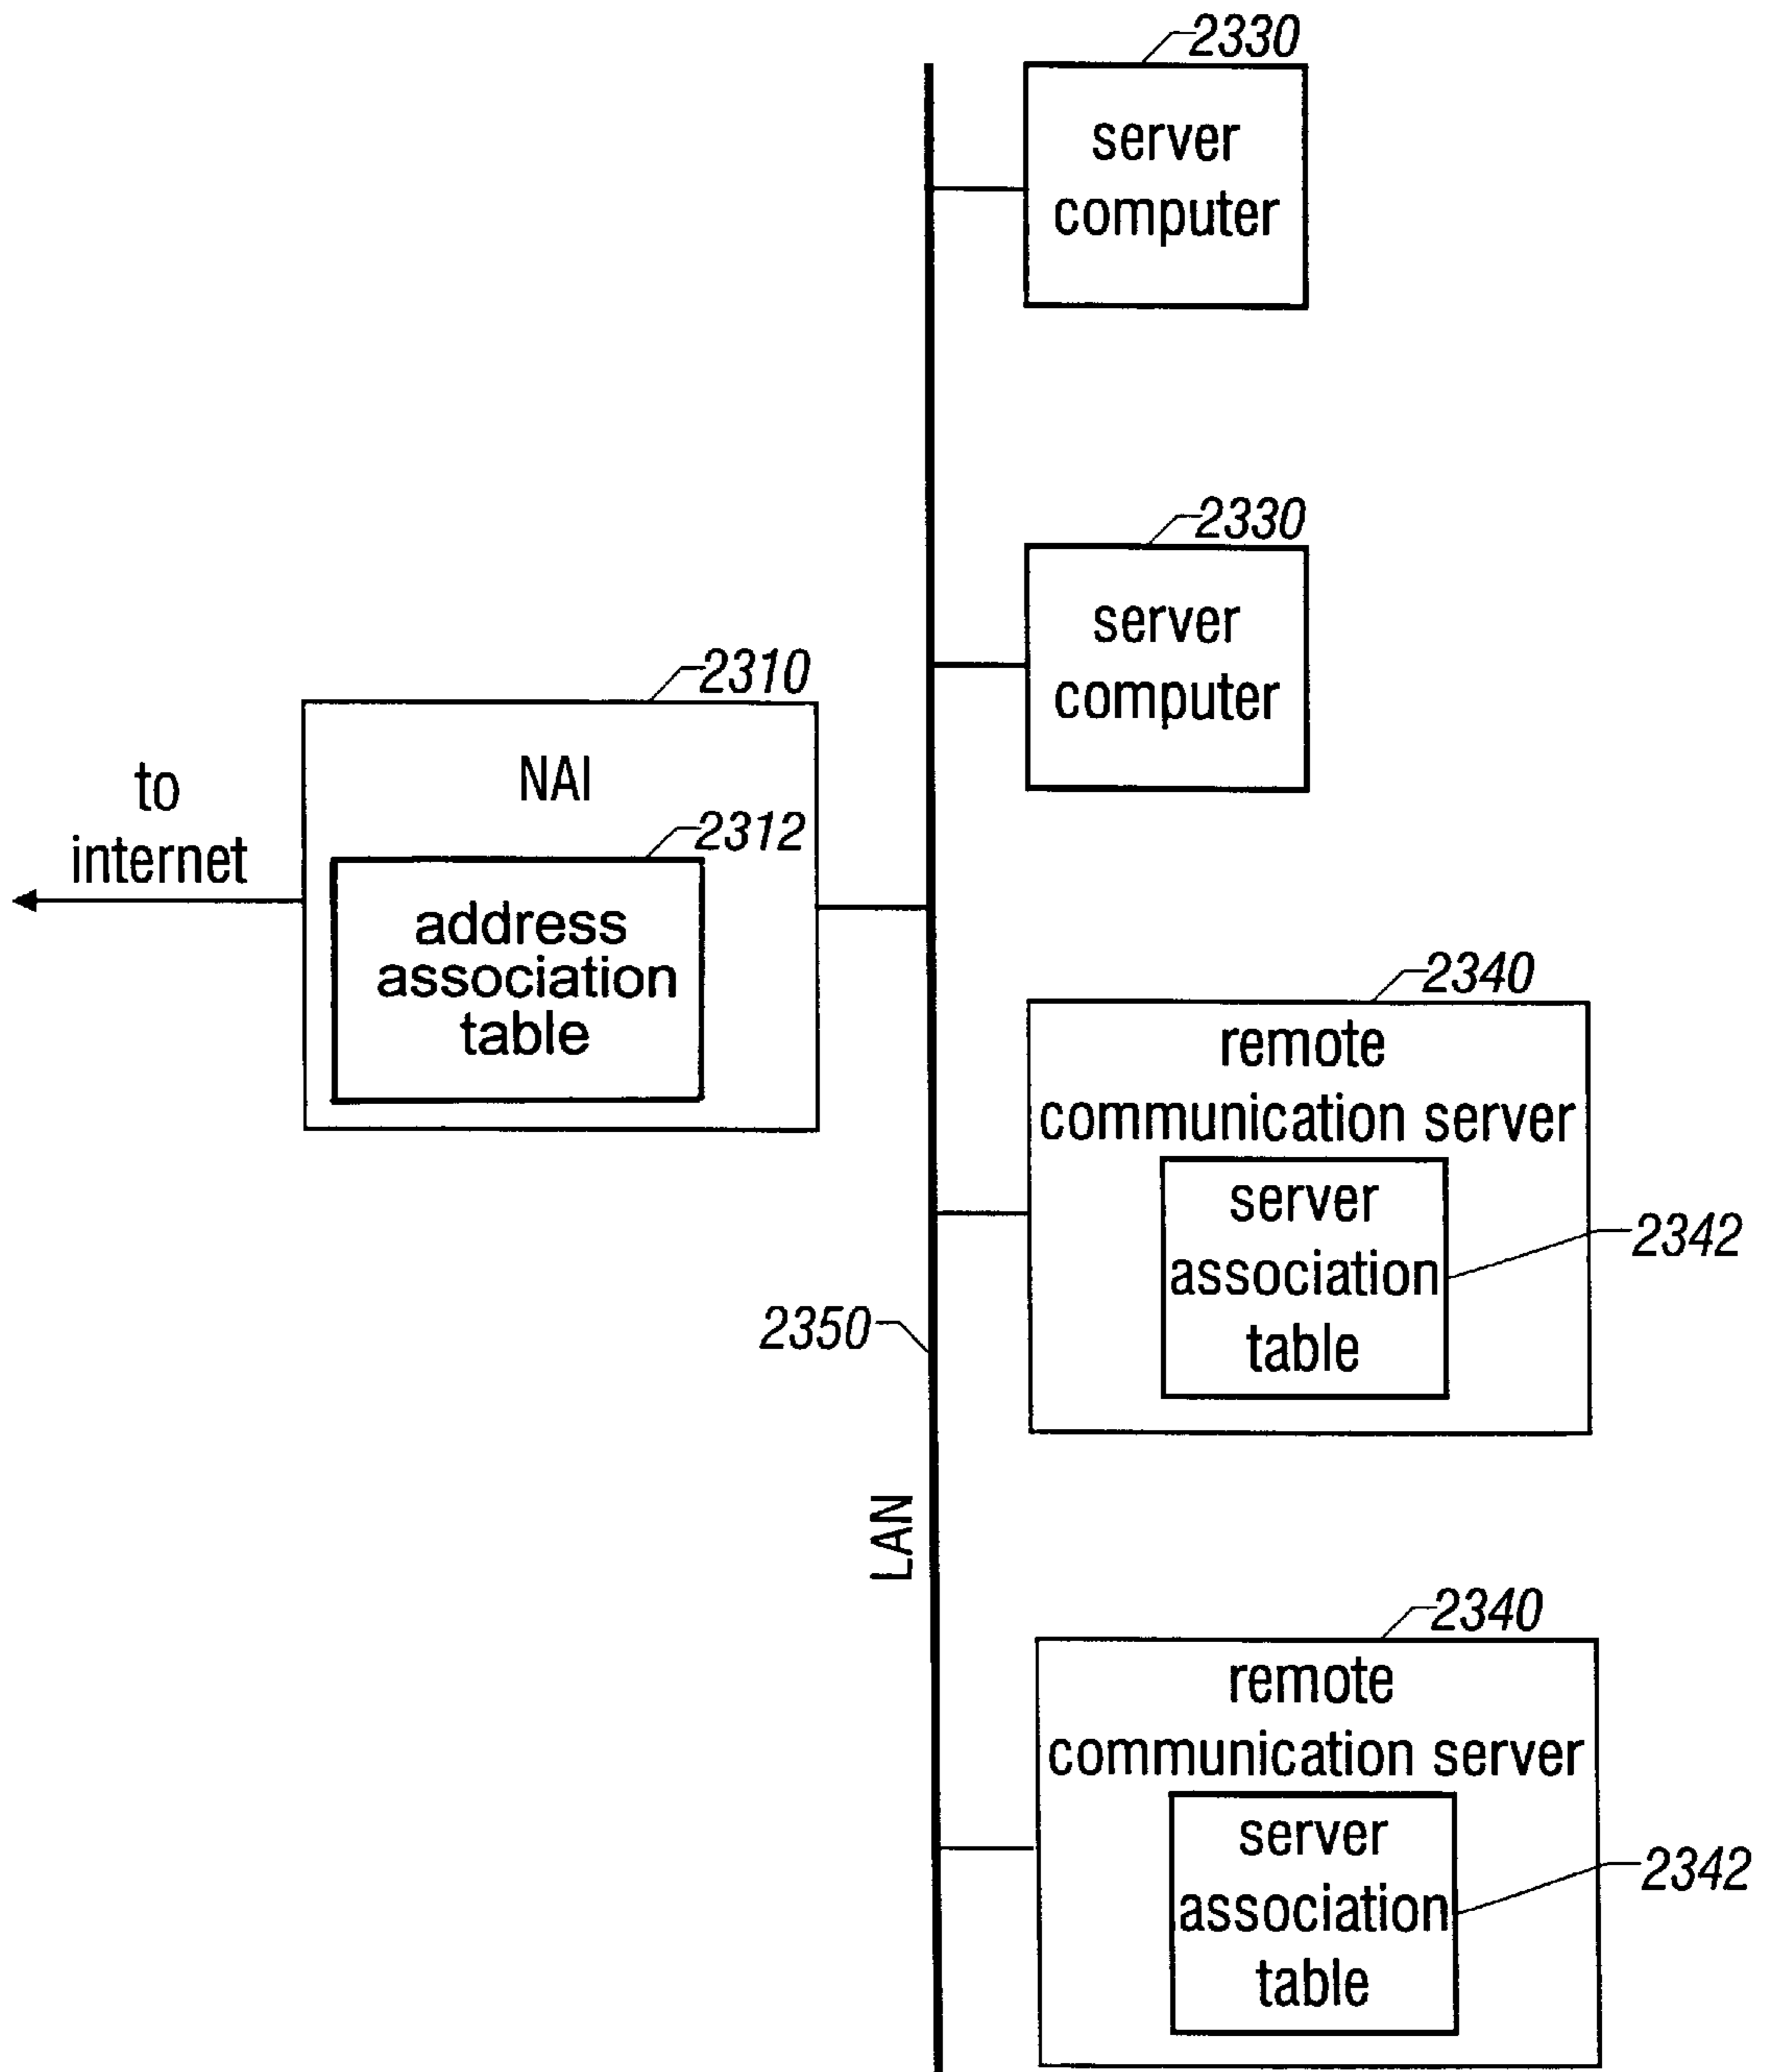 2330
server
computer
2330
server
computer
2310
NAI
to
internet
2312
address
association
table
2340
remote
communication server
server
association
table
2342
2350
LAN
2340
remote
communication server
server
association
table
2342